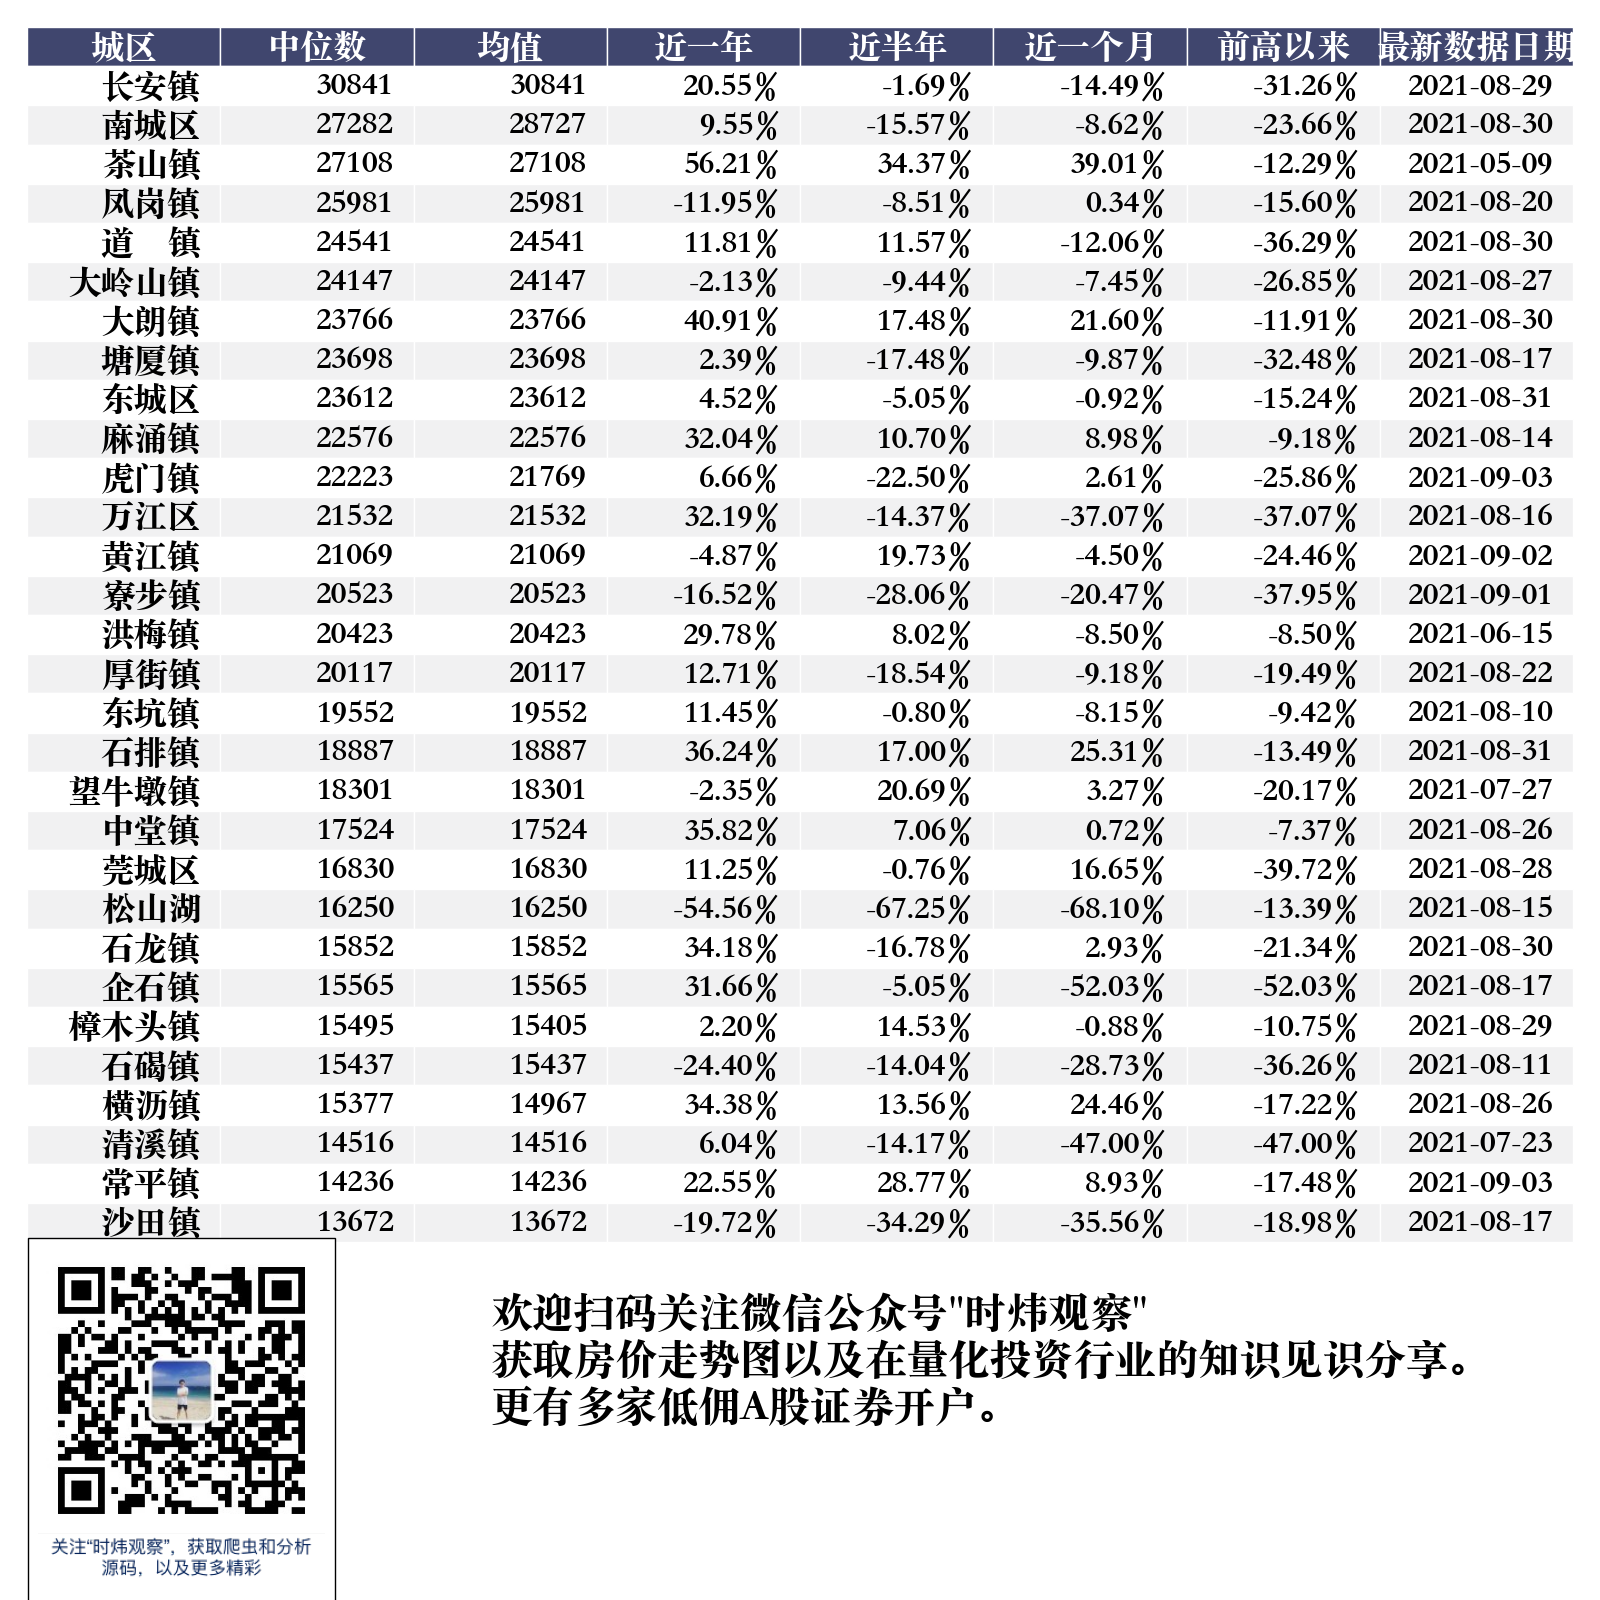 城区 中位数 均值 近一年 近半年 近一个月 前高以来 最新数据日期
长安镇 30841 30841 20.55% -1.69% -14.49% -31.26% 2021-08-29
南城区 27282 28727 9.55% -15.57% -8.62% -23.66% 2021-08-30
茶山镇 27108 27108 56.21% 34.37% 39.01% -12.29% 2021-05-09
凤岗镇 25981 25981 -11.95% -8.51% 0.34% -15.60% 2021-08-20
道 镇 24541 24541 11.81% 11.57% -12.06% -36.29% 2021-08-30
大岭山镇 24147 24147 -2.13% -9.44% -7.45% -26.85% 2021-08-27
大朗镇 23766 23766 40.91% 17.48% 21.60% -11.91% 2021-08-30
塘厦镇 23698 23698 2.39% -17.48% -9.87% -32.48% 2021-08-17
东城区 23612 23612 4.52% -5.05% -0.92% -15.24% 2021-08-31
麻涌镇 22576 22576 32.04% 10.70% 8.98% -9.18% 2021-08-14
虎门镇 22223 21769 6.66% -22.50% 2.61% -25.86% 2021-09-03
万江区 21532 21532 32.19% -14.37% -37.07% -37.07% 2021-08-16
黄江镇 21069 21069 -4.87% 19.73% -4.50% -24.46% 2021-09-02
寮步镇 20523 20523 -16.52% -28.06% -20.47% -37.95% 2021-09-01
洪梅镇 20423 20423 29.78% 8.02% -8.50% -8.50% 2021-06-15
厚街镇 20117 20117 12.71% -18.54% -9.18% -19.49% 2021-08-22
东坑镇 19552 19552 11.45% -0.80% -8.15% -9.42% 2021-08-10
石排镇 18887 18887 36.24% 17.00% 25.31% -13.49% 2021-08-31
望牛墩镇 18301 18301 -2.35% 20.69% 3.27% -20.17% 2021-07-27
中堂镇 17524 17524 35.82% 7.06% 0.72% -7.37% 2021-08-26
莞城区 16830 16830 11.25% -0.76% 16.65% -39.72% 2021-08-28
松山湖 16250 16250 -54.56% -67.25% -68.10% -13.39% 2021-08-15
石龙镇 15852 15852 34.18% -16.78% 2.93% -21.34% 2021-08-30
企石镇 15565 15565 31.66% -5.05% -52.03% -52.03% 2021-08-17
樟木头镇 15495 15405 2.20% 14.53% -0.88% -10.75% 2021-08-29
石碣镇 15437 15437 -24.40% -14.04% -28.73% -36.26% 2021-08-11
横沥镇 15377 14967 34.38% 13.56% 24.46% -17.22% 2021-08-26
清溪镇 14516 14516 6.04% -14.17% -47.00% -47.00% 2021-07-23
常平镇 14236 14236 22.55% 28.77% 8.93% -17.48% 2021-09-03
沙田镇 13672 13672 -19.72% -34.29% -35.56% -18.98% 2021-08-17
欢迎扫码关注微信公众号"时炜观察"
获取房价走势图以及在量化投资行业的知识见识分享。
更有多家低佣A股证券开户。
关注“时炜观察”，获取爬虫和分析
源码，以及更多精彩